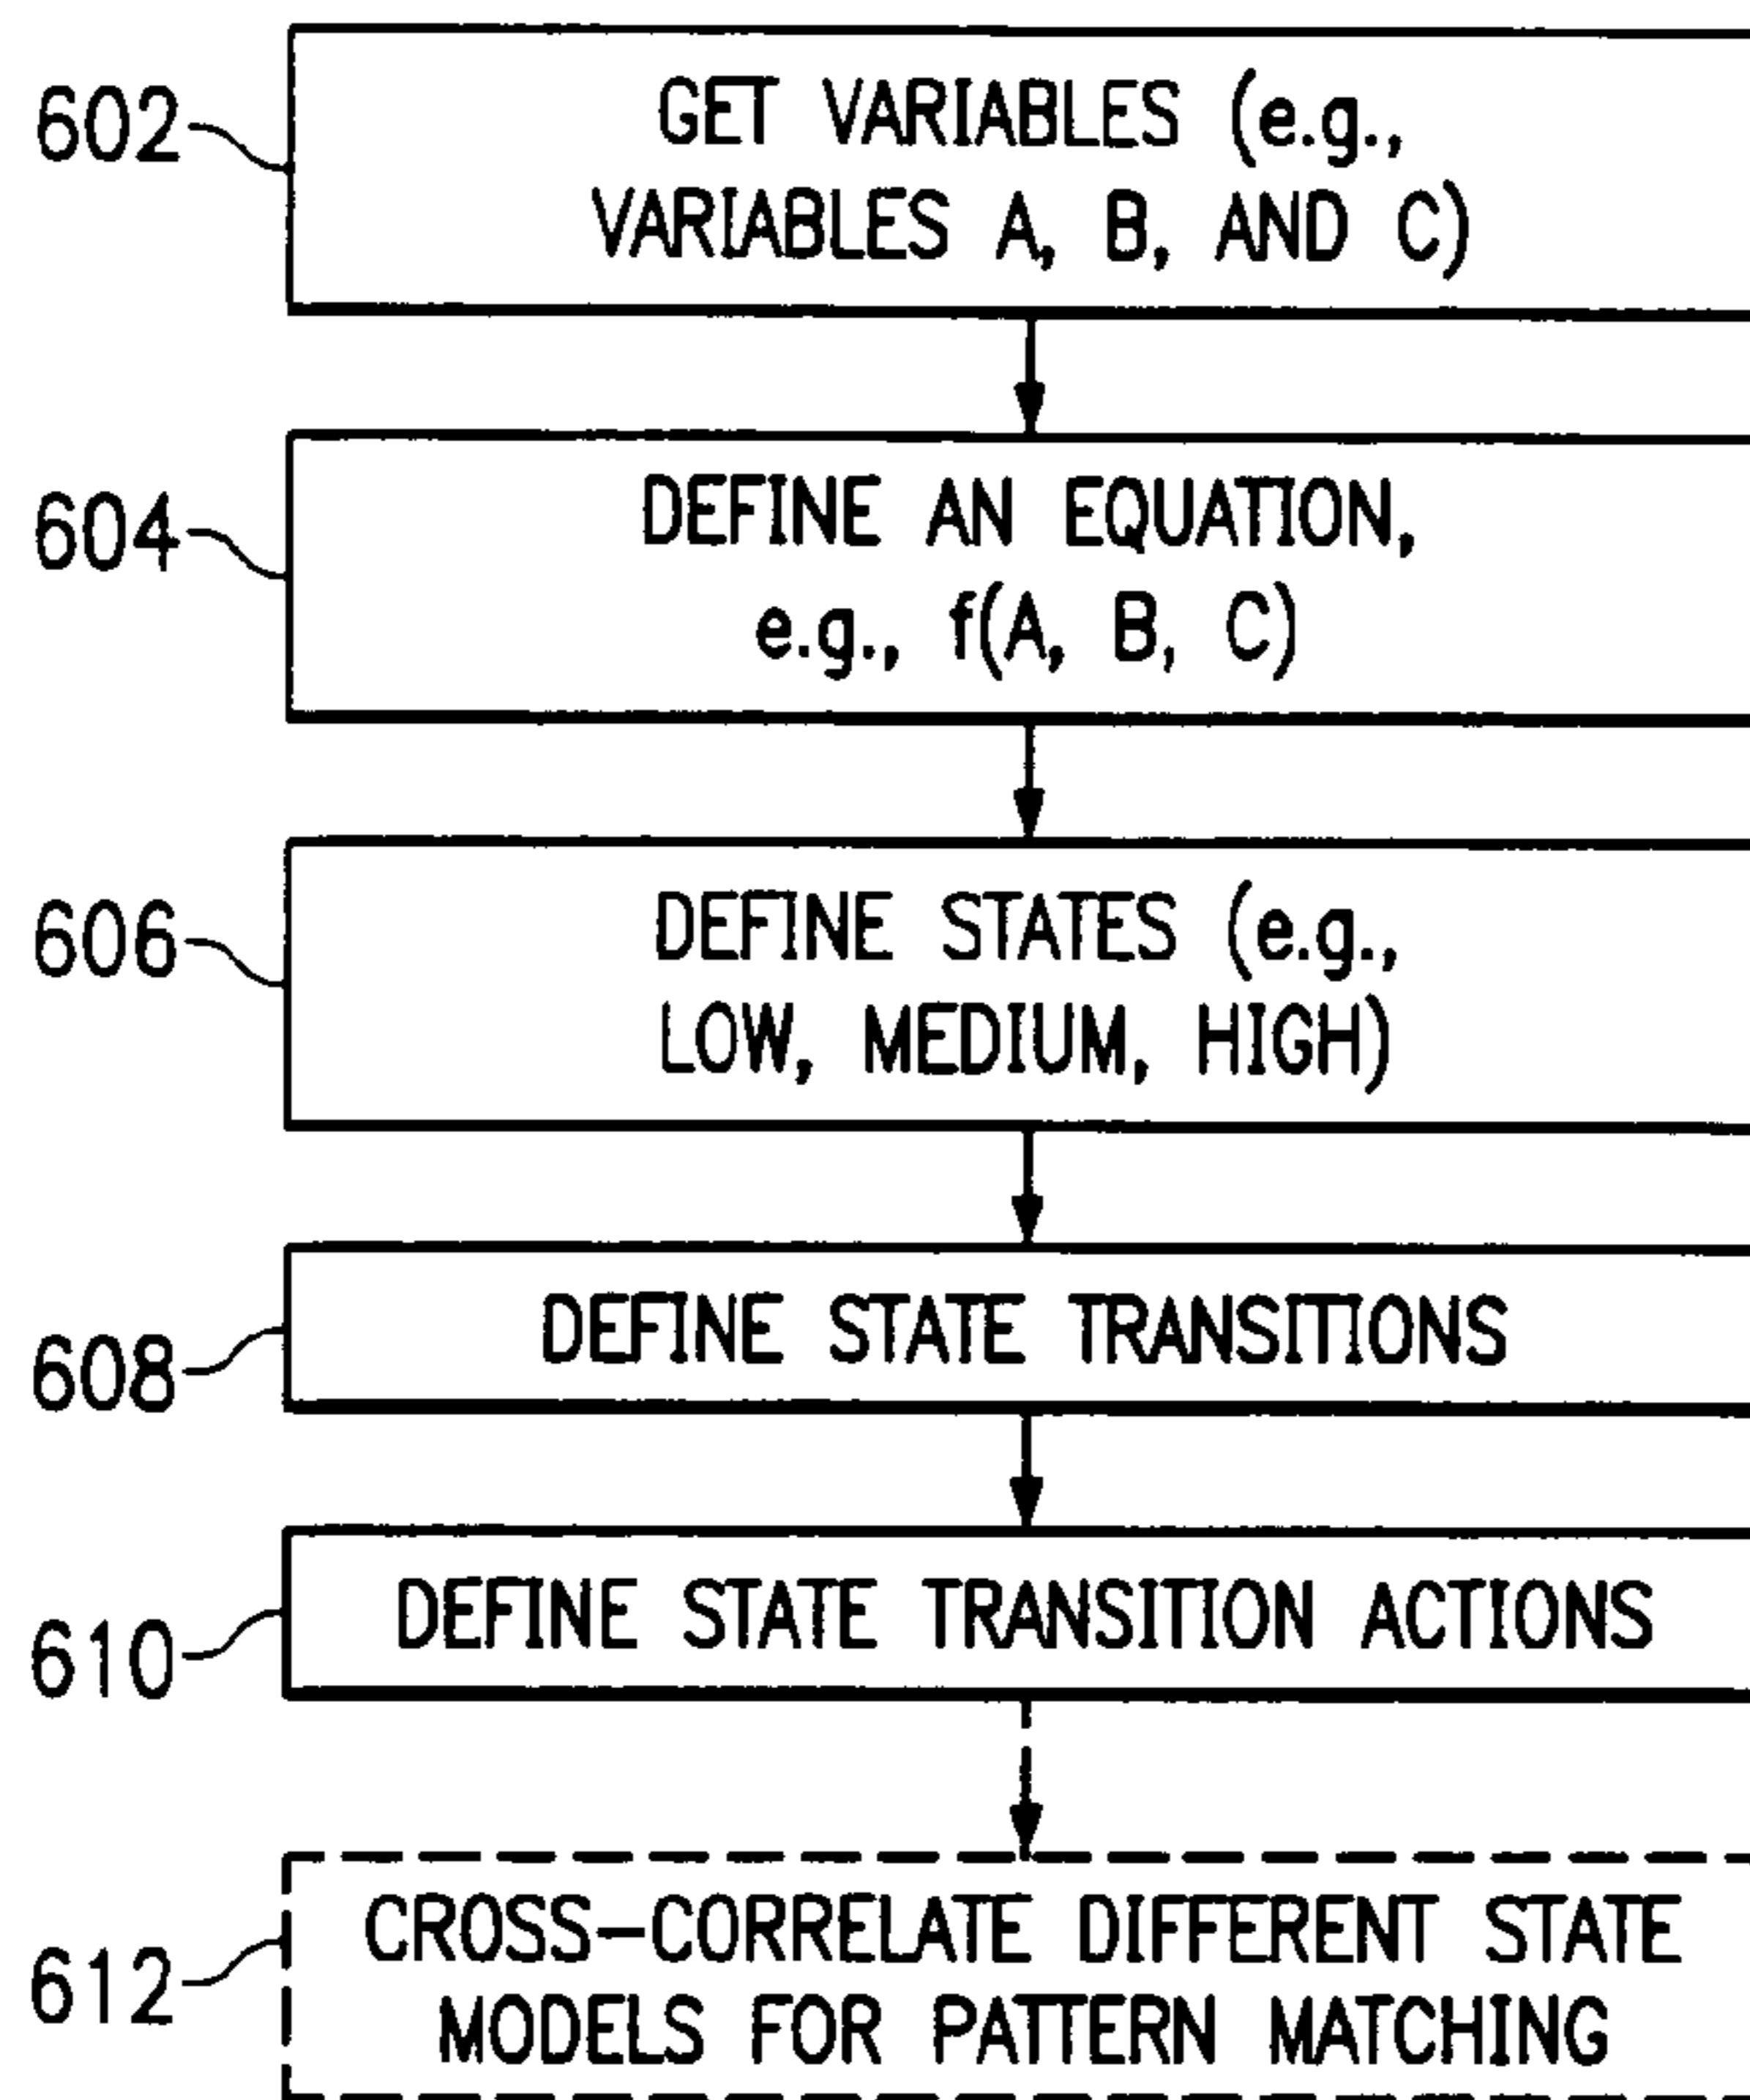 602
GET VARIABLES (e.g.,
VARIABLES A, B, AND C)
604
DEFINE AN EQUATION,
e.g., f(A, B, C)
606
DEFINE STATES (e.g.,
LOW, MEDIUM, HIGH)
608
DEFINE STATE TRANSITIONS
610
DEFINE STATE TRANSITION ACTIONS
612
CROSS-CORRELATE DIFFERENT STATE
MODELS FOR PATTERN MATCHING